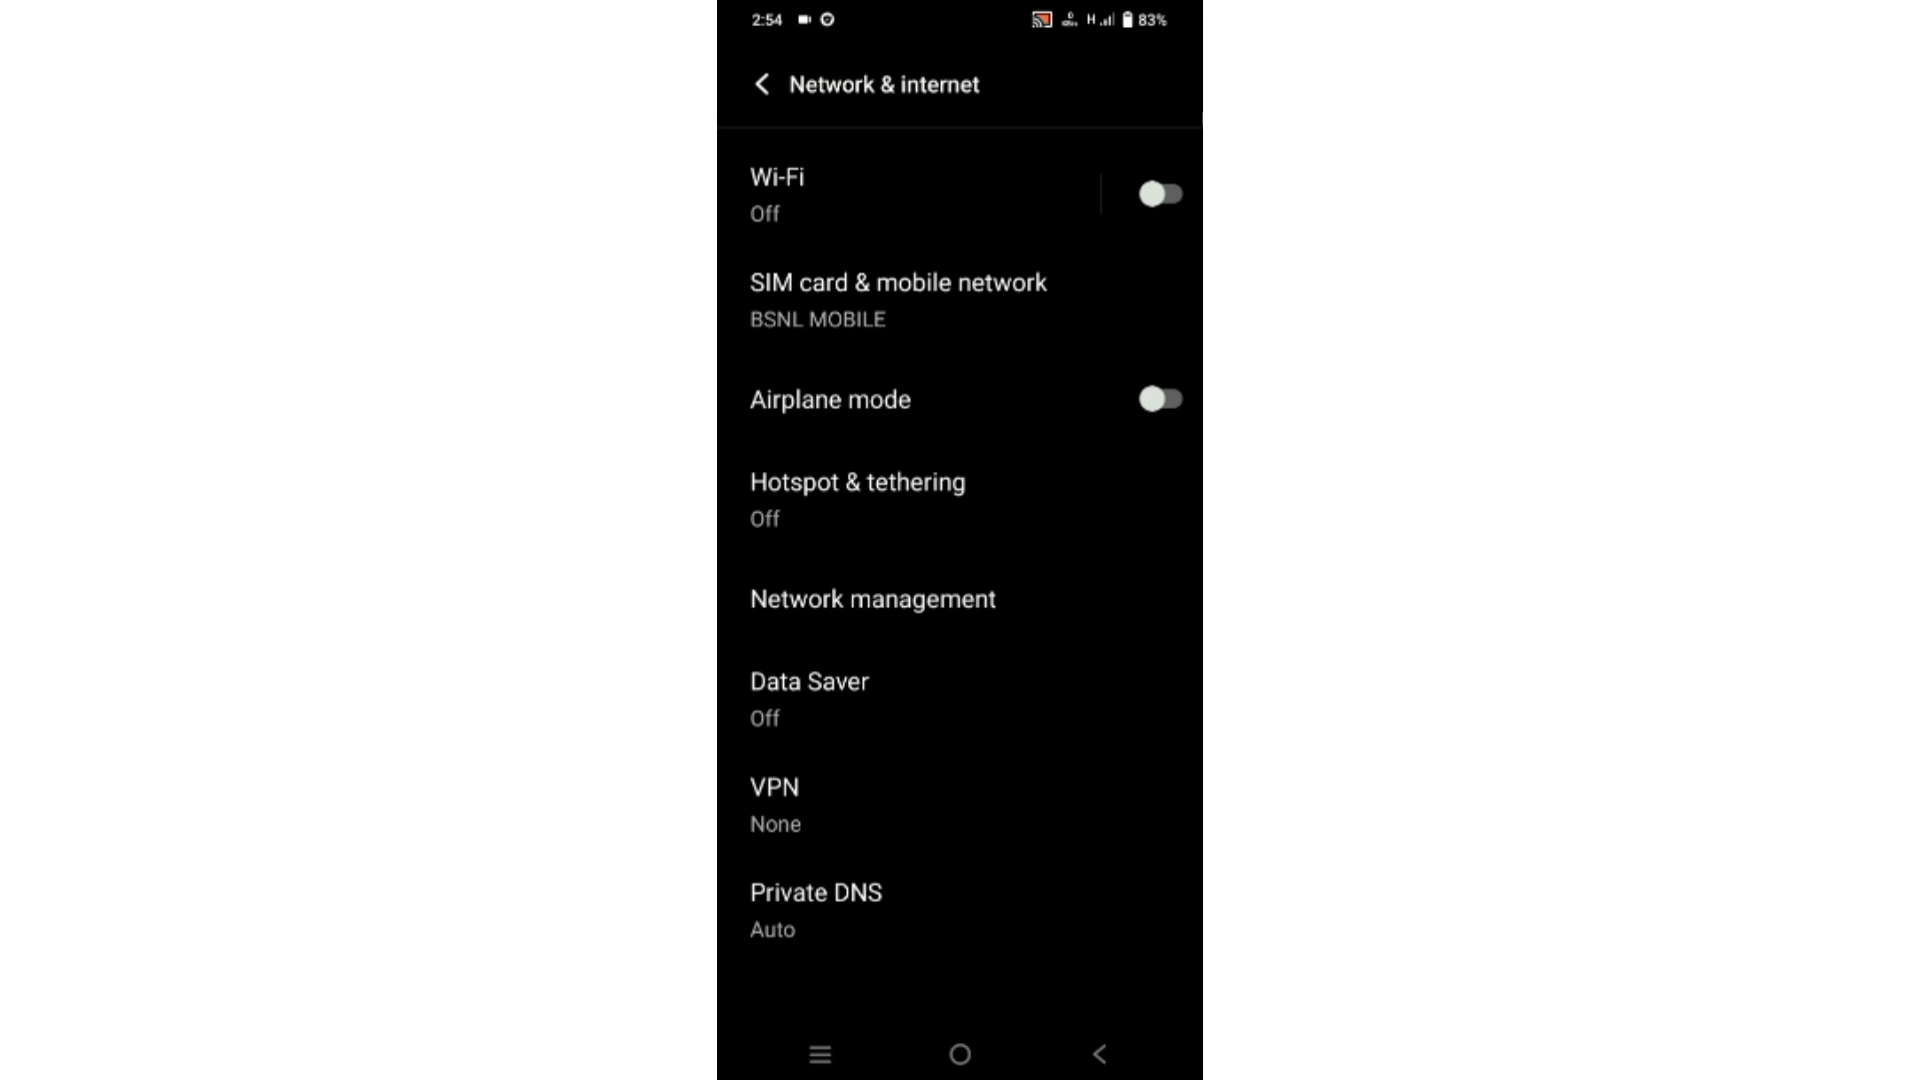 2:54 H 83%
Network & internet
Wi-Fi
Off
SIM card & mobile network
BSNL MOBILE
Airplane mode
Hotspot & tethering
Off
Network management
Data Saver
Off
VPN
None
Private DNS
Auto